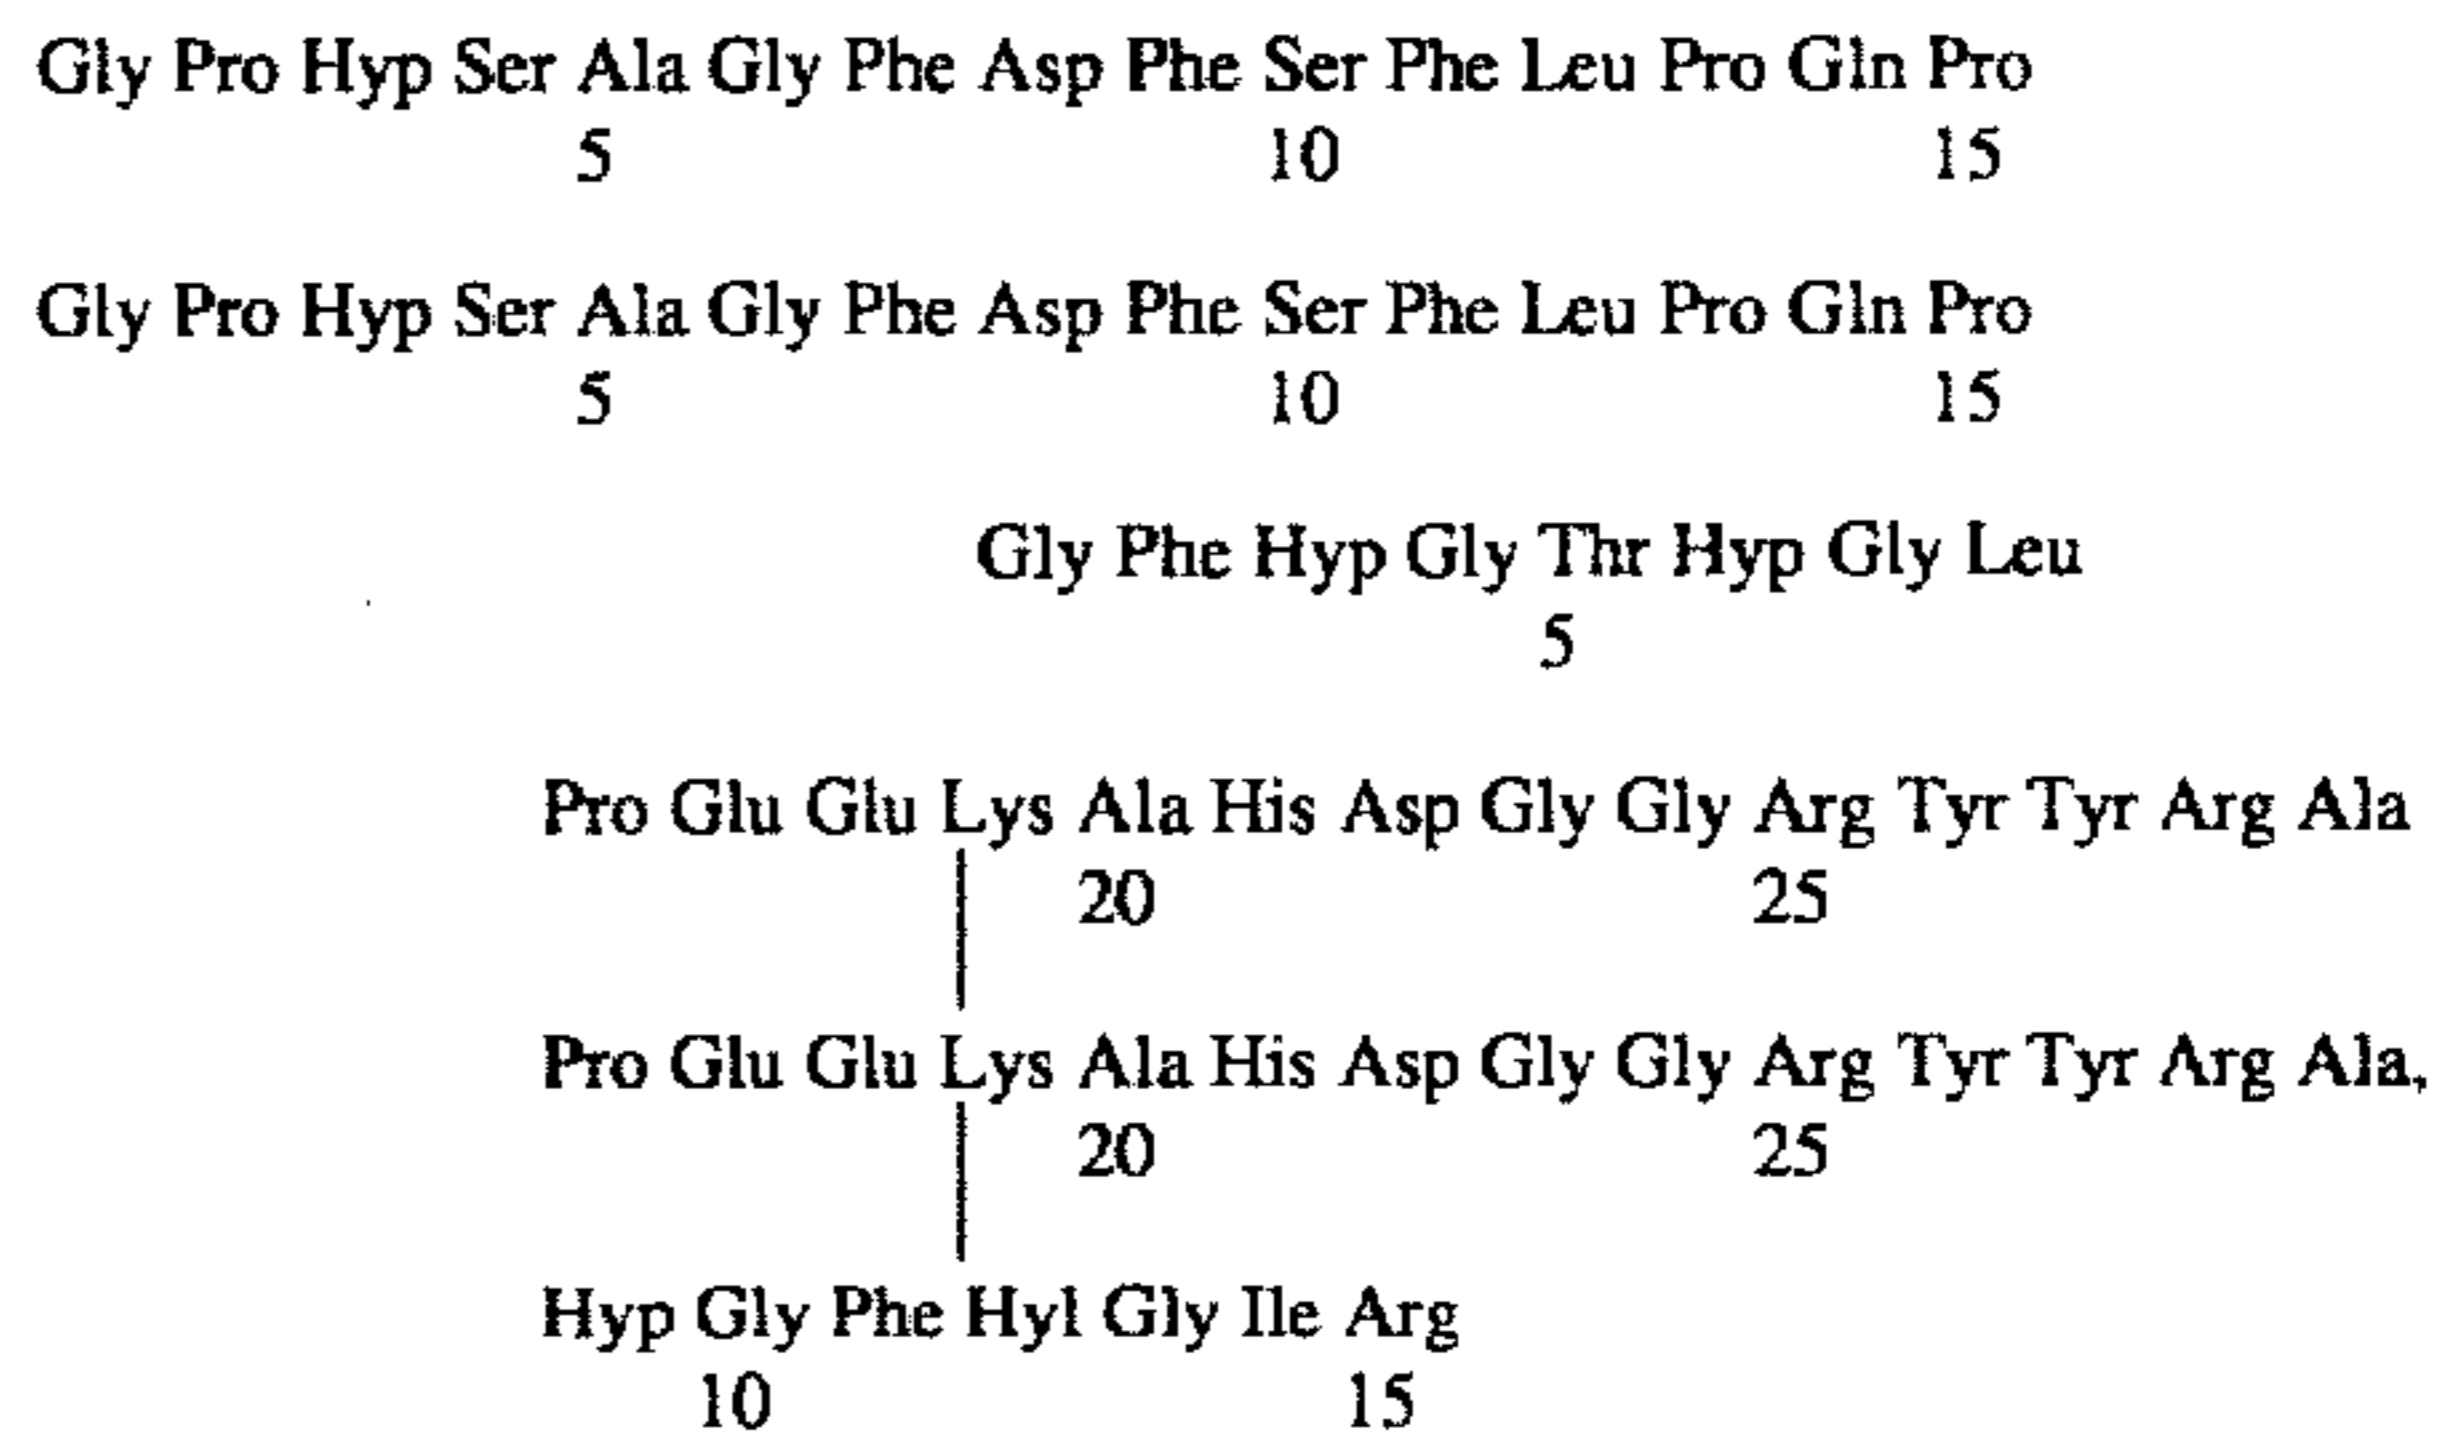 Gly Pro Hyp Ser Ala Gly Phe Asp Phe Ser Phe Leu Pro Gln Pro
5 10 15
Gly Pro Hyp Ser Ala Gly Phe Asp Phe Ser Phe Leu Pro Gln Pro
5 10 15
Gly Phe Hyp Gly Thr Hyp Gly Leu
5
Pro Glu Glu Lys Ala His Asp Gly Gly Arg Tyr Tyr Arg Ala
20 25
Pro Glu Glu Lys Ala His Asp Gly Gly Arg Tyr Tyr Arg Ala,
20 25
Hyp Gly Phe Hyl Gly Ile Arg
10 15